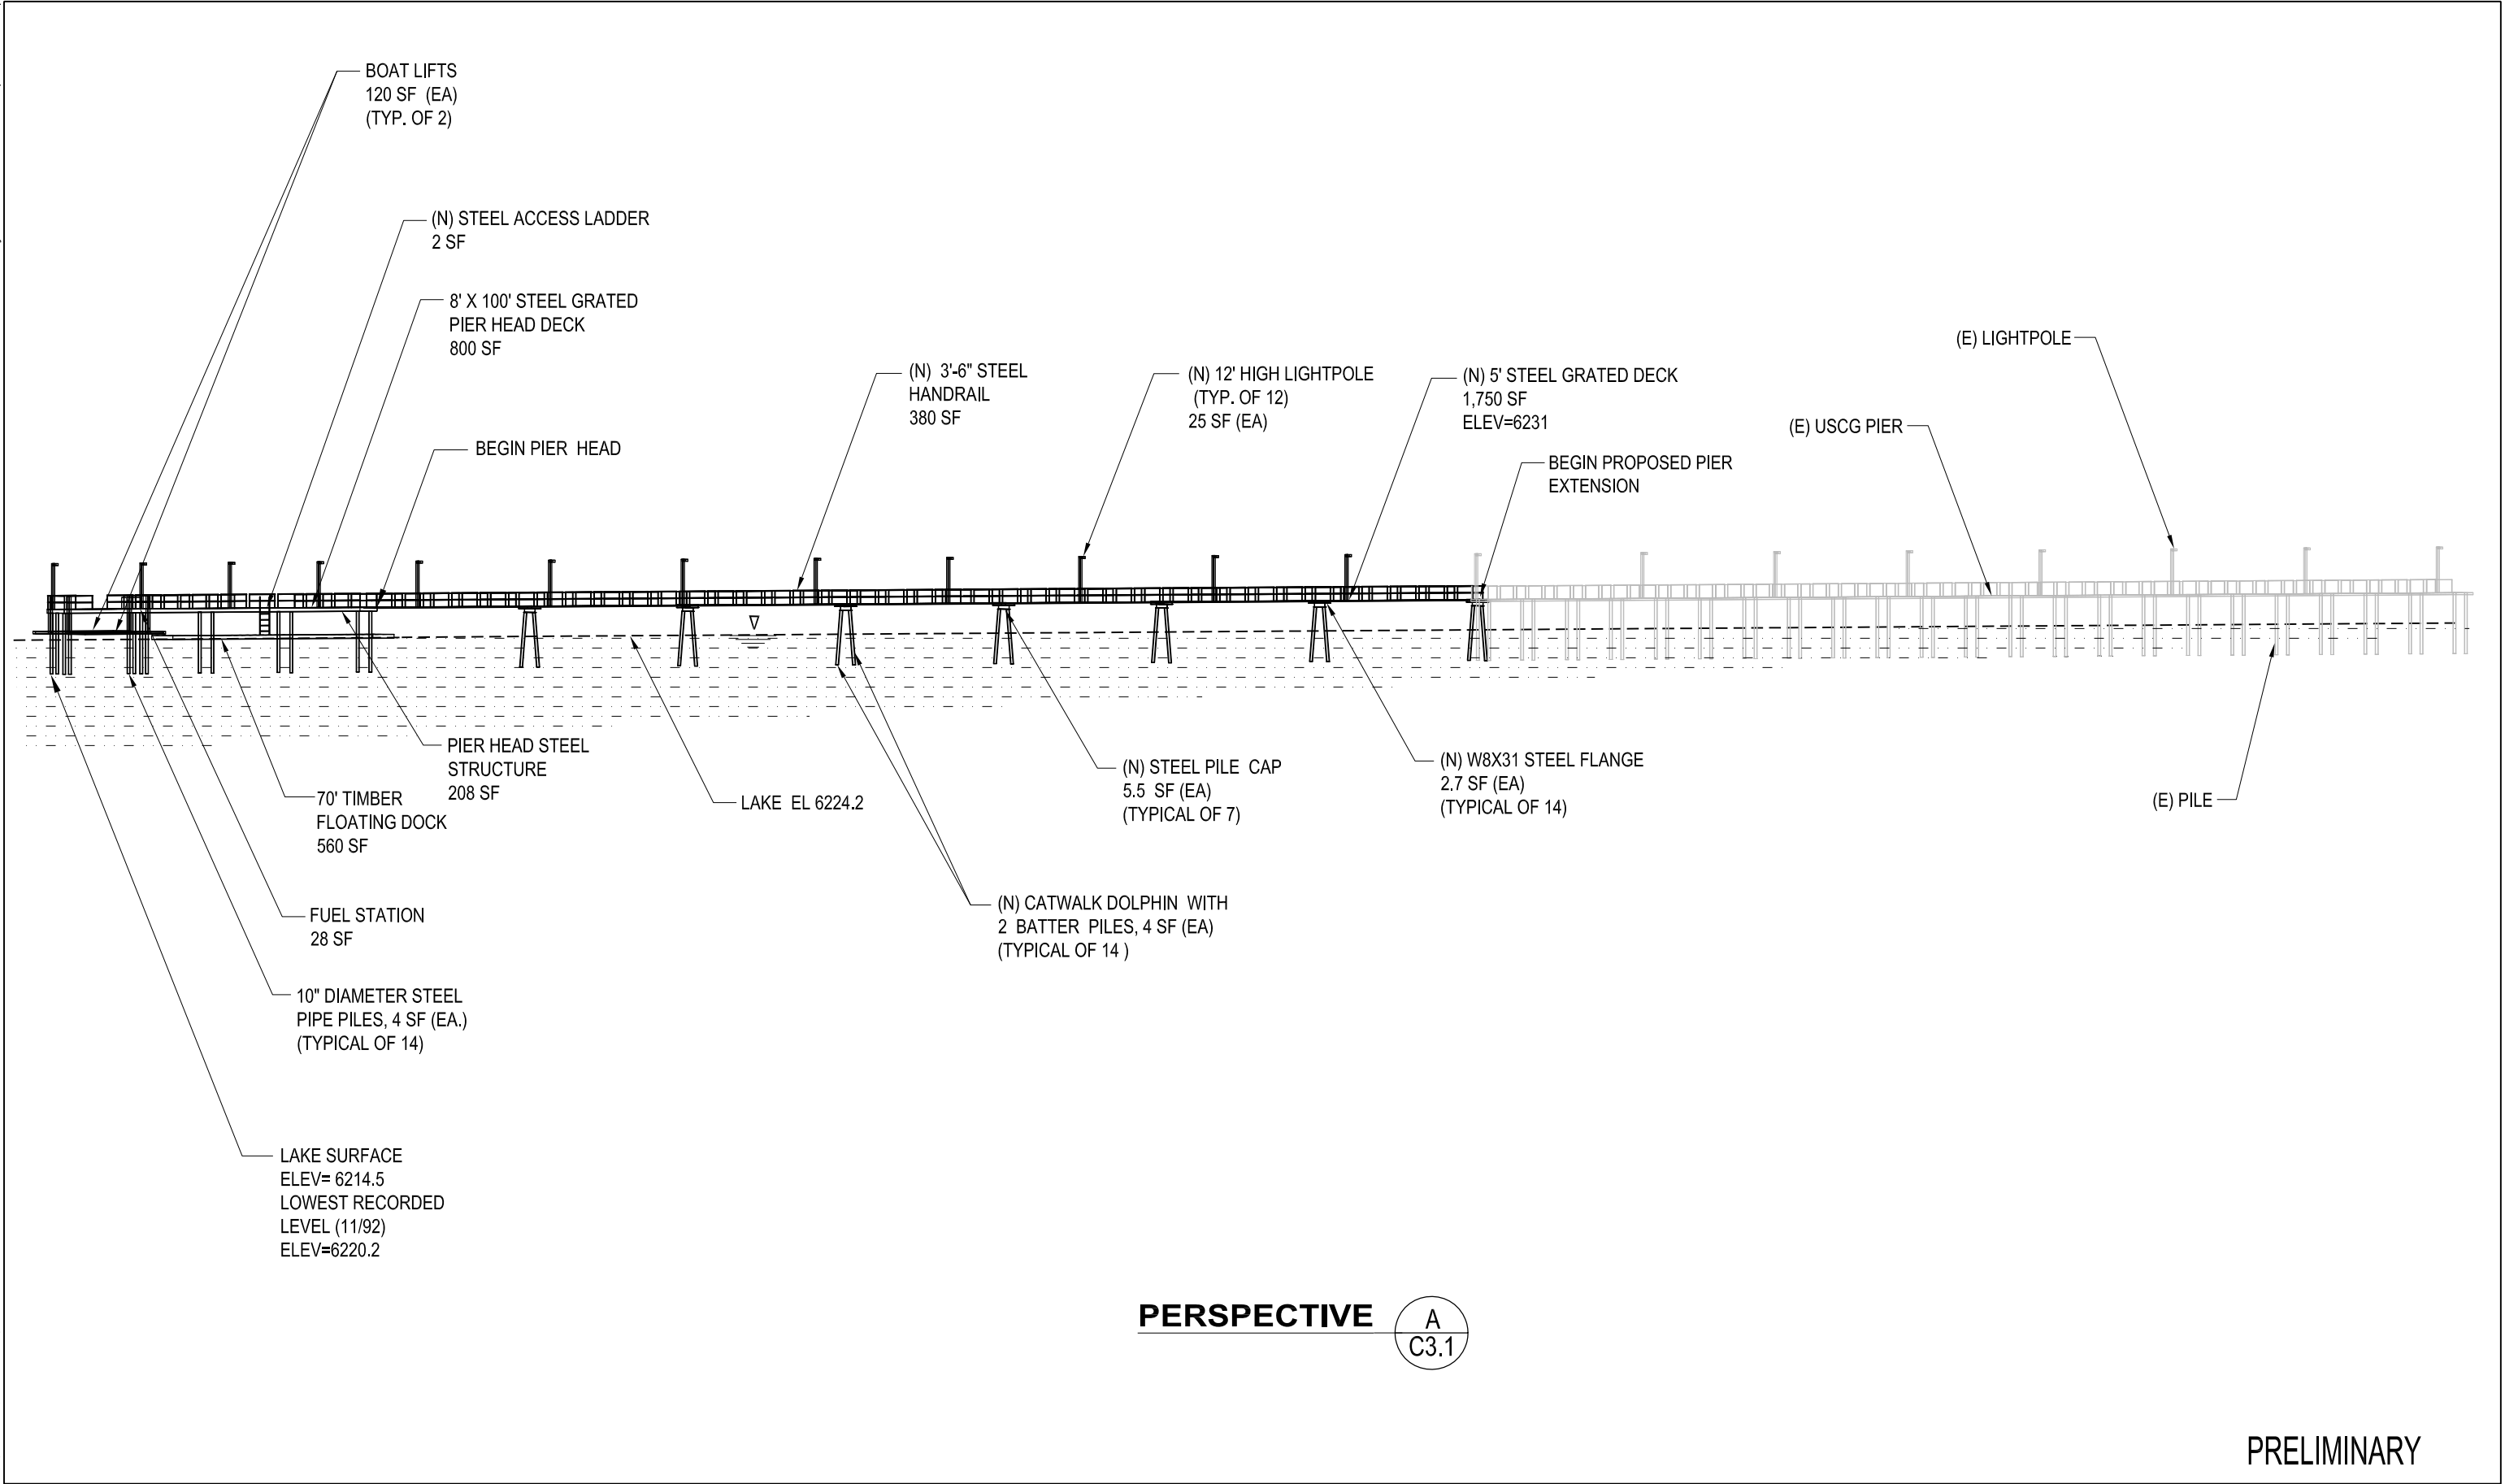 BOAT LIFTS
120 SF (EA)
(TYP. OF 2)
(N) STEEL ACCESS LADDER
2 SF
8' X 100' STEEL GRATED
PIER HEAD DECK
800 SF
BEGIN PIER HEAD
(N) 3'-6" STEEL
HANDRAIL
380 SF
(N) 12' HIGH LIGHTPOLE
(TYP. OF 12)
25 SF (EA)
(N) 5' STEEL GRATED DECK
1,750 SF
ELEV=6231
BEGIN PROPOSED PIER
EXTENSION
(E) USCG PIER
(E) LIGHTPOLE
PIER HEAD STEEL
STRUCTURE
208 SF
70' TIMBER
FLOATING DOCK
560 SF
FUEL STATION
28 SF
10" DIAMETER STEEL
PIPE PILES, 4 SF (EA.)
(TYPICAL OF 14)
LAKE SURFACE
ELEV= 6214.5
LOWEST RECORDED
LEVEL (11/92)
ELEV=6220.2
LAKE EL 6224.2
(N) CATWALK DOLPHIN WITH
2 BATTER PILES, 4 SF (EA)
(TYPICAL OF 14 )
(N) STEEL PILE CAP
5.5 SF (EA)
(TYPICAL OF 7)
(N) W8X31 STEEL FLANGE
2.7 SF (EA)
(TYPICAL OF 14)
(E) PILE
PERSPECTIVE
A
C3.1
PRELIMINARY